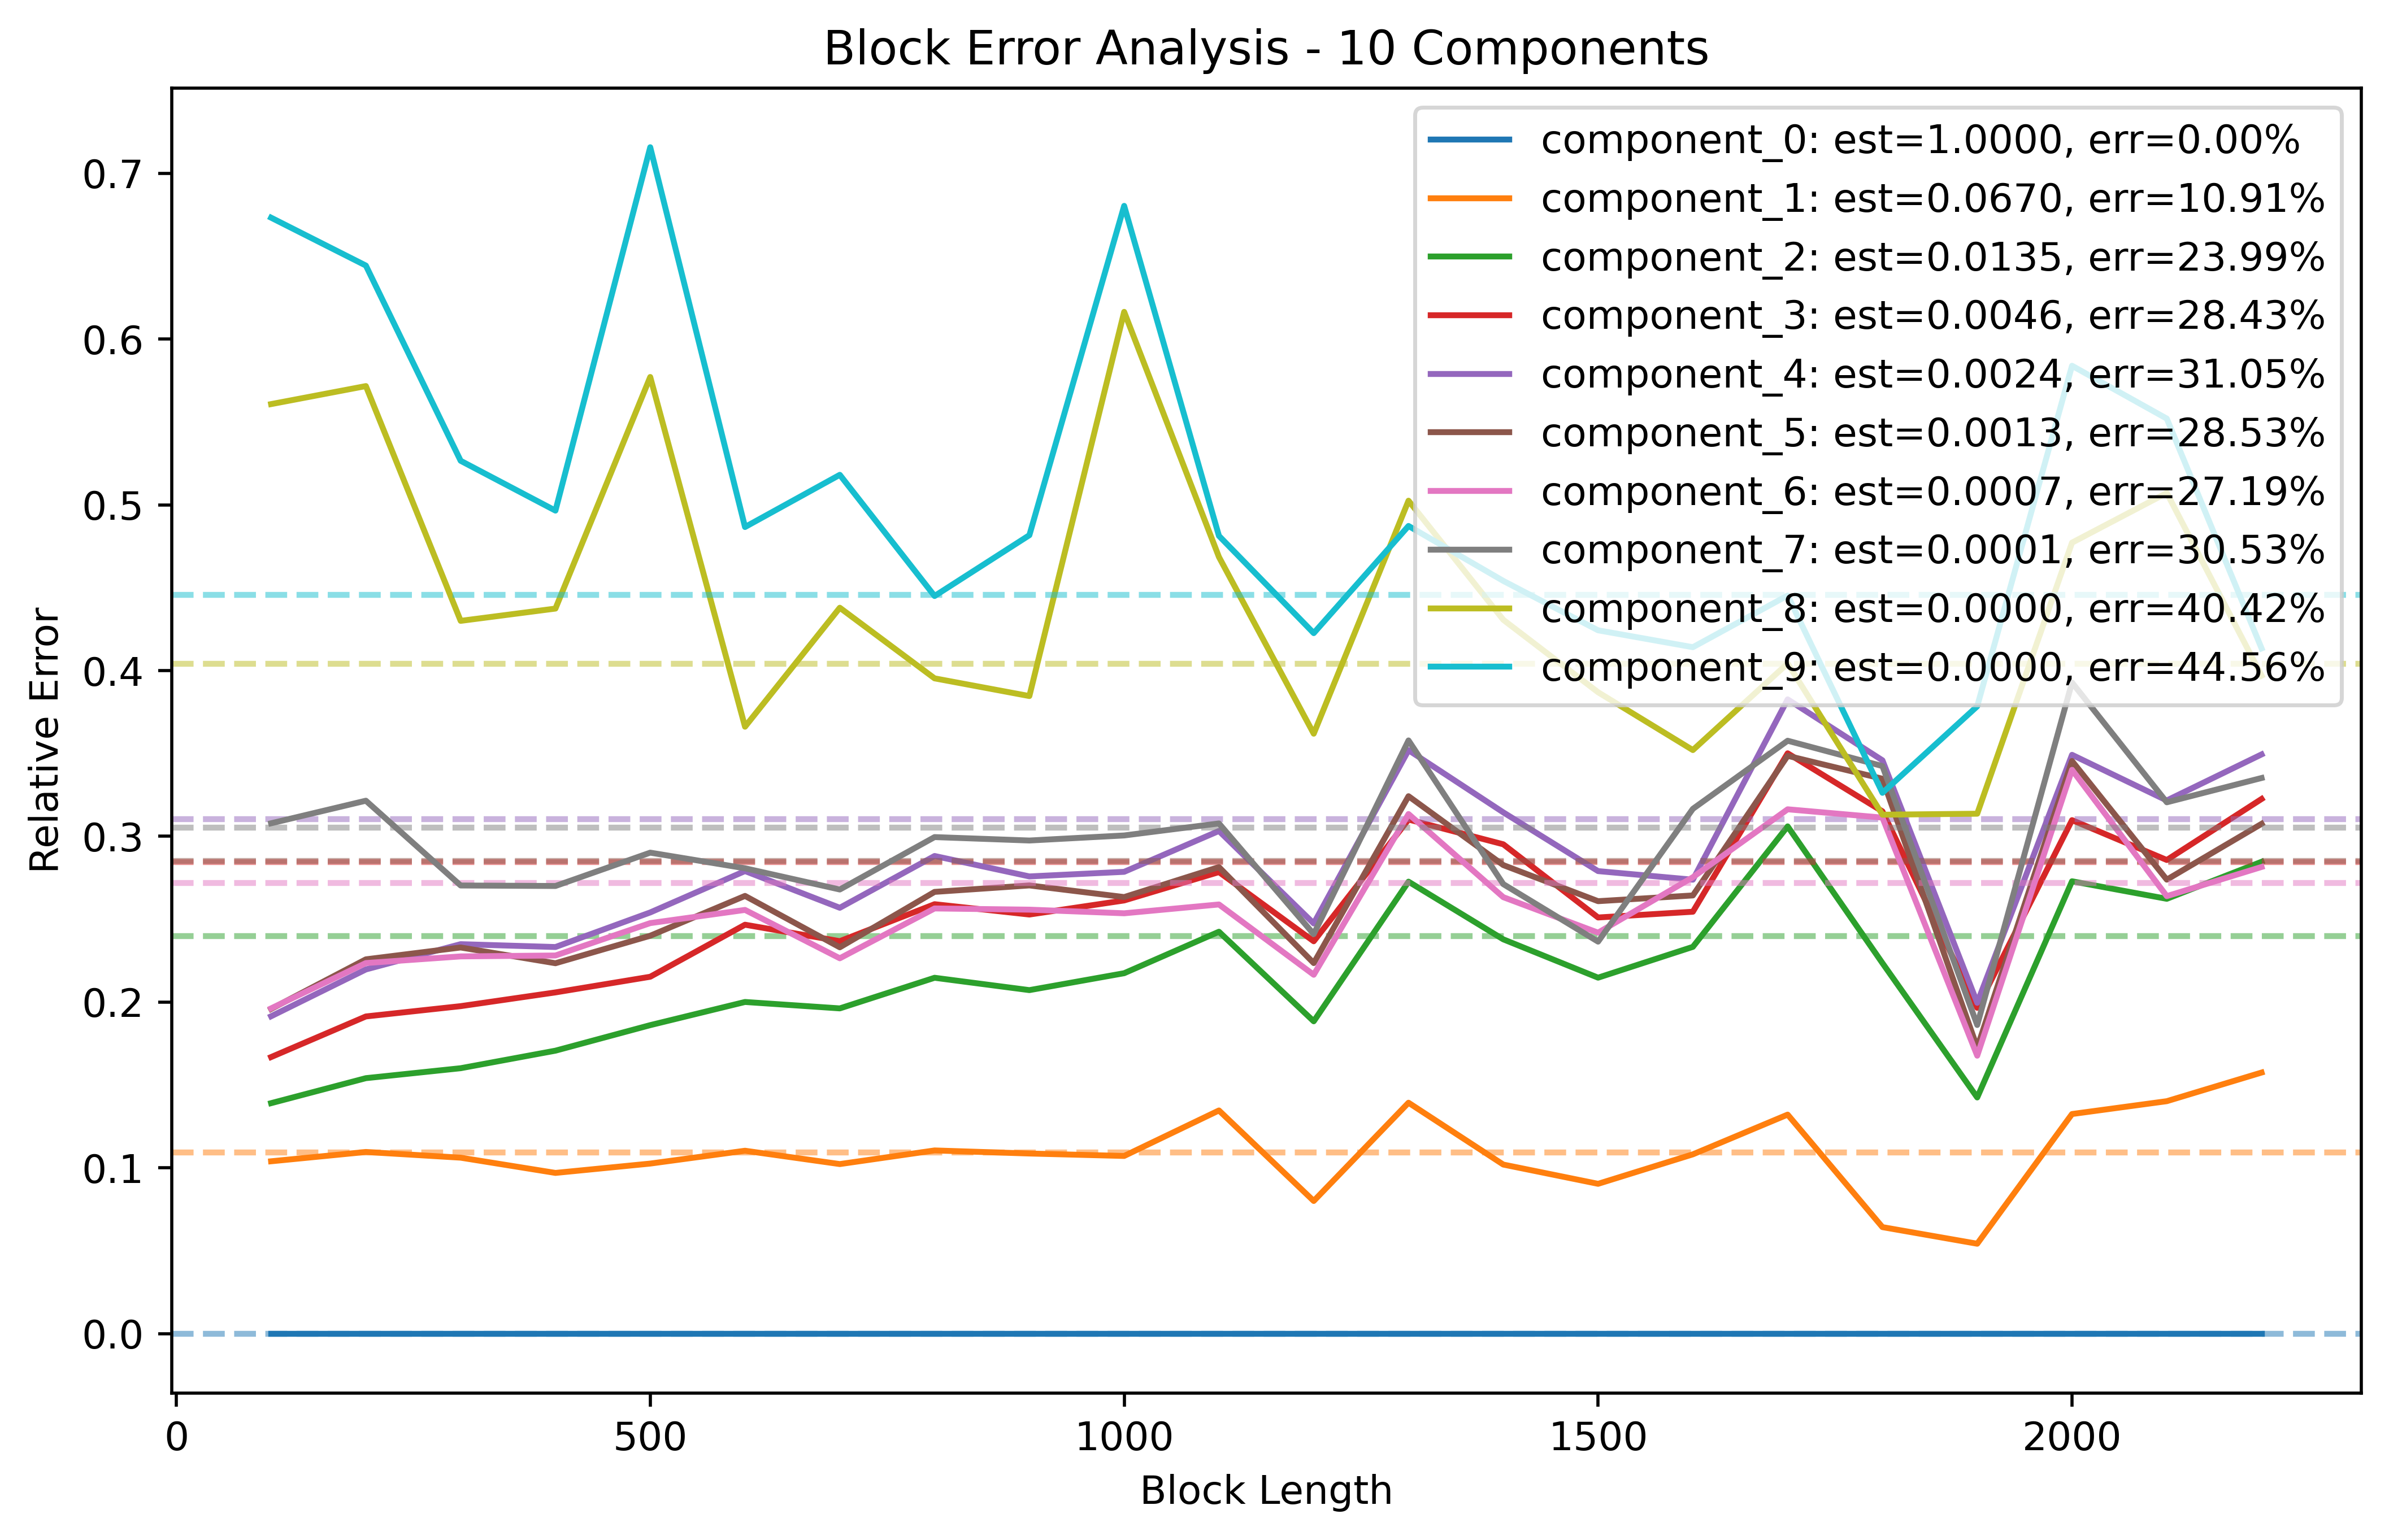 Block Error Analysis - 10 Components
component_0: est=1.0000, err=0.00%
component_1: est=0.0670, err=10.91%
component_2: est=0.0135, err=23.99%
component_3: est=0.0046, err=28.43%
component_4: est=0.0024, err=31.05%
component_5: est=0.0013, err=28.53%
component_6: est=0.0007, err=27.19%
component_7: est=0.0001, err=30.53%
component_8: est=0.0000, err=40.42%
component_9: est=0.0000, err=44.56%
Relative Error
0.7
0.6
0.5
0.4
0.3
0.2
0.1
0.0
0
500
1000
1500
2000
Block Length